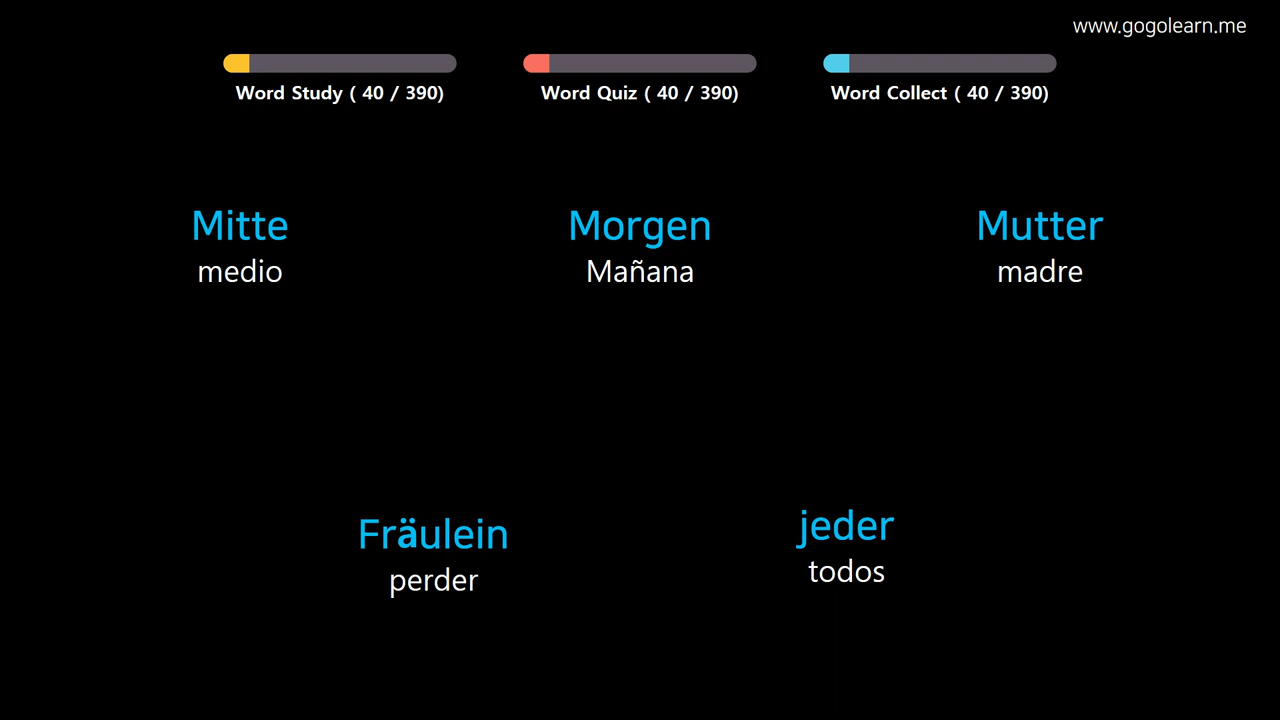 www.gogolearn.me
Word Study ( 40 / 390)
Word Quiz ( 40 / 390)
Word Collect ( 40 / 390)
Mitte
medio
Morgen
Mañana
Mutter
madre
Fräulein
perder
jeder
todos